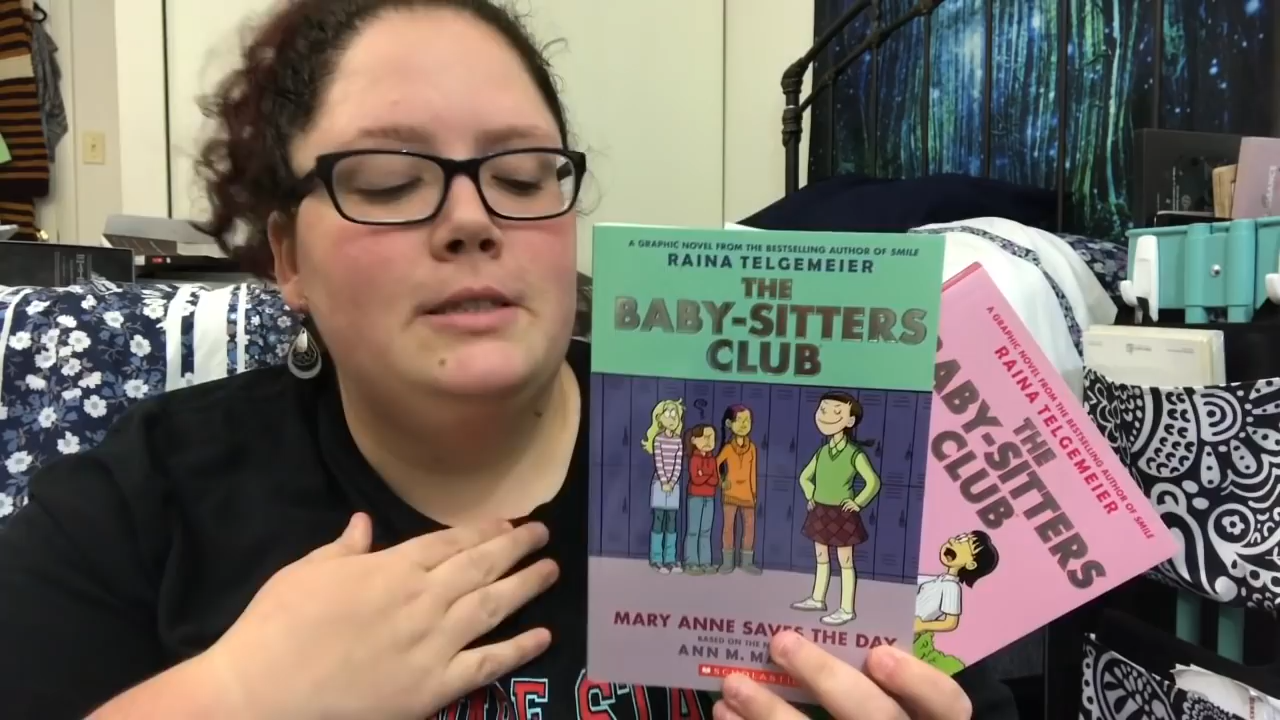 A GRAPHIC NOVEL FROM THE BESTSELLING AUTHOR OF SMILE
RAINA TELGEMEIER
THE
BABY-SITTERS
CLUB
?
MARY ANNE SAVES THE DAY
BASED ON THE
ANN M.
SCHOLASTIC
A GRAPHIC NOVEL FROM THE BESTSELLING AUTHOR OF SMILE
RAINA TELGEMEIER
THE
BABY-SITTERS
CLUB